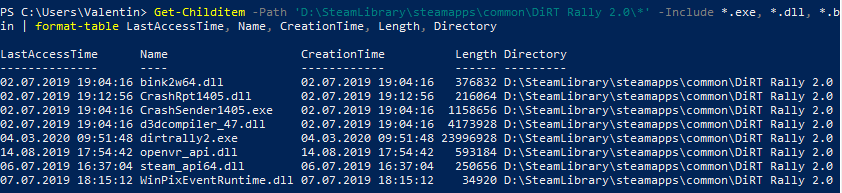 PS C:\Users\Valentin> Get-Childitem -Path 'D:\SteamLibrary\steamapps\common\DiRT Rally 2.0\*' -Include *.exe, *.dll, *.b
in | format-table LastAccessTime, Name, CreationTime, Length, Directory
LastAccessTime Name CreationTime Length Directory
-------------- ---- ------------ ------ ---------
02.07.2019 19:04:16 bink2w64.dll 02.07.2019 19:04:16 376832 D:\SteamLibrary\steamapps\common\DiRT Rally 2.0
02.07.2019 19:12:56 CrashRpt1405.dll 02.07.2019 19:12:56 216064 D:\SteamLibrary\steamapps\common\DiRT Rally 2.0
02.07.2019 19:04:16 CrashSender1405.exe 02.07.2019 19:04:16 1158656 D:\SteamLibrary\steamapps\common\DiRT Rally 2.0
02.07.2019 19:04:16 d3dcompiler_47.dll 02.07.2019 19:04:16 4173928 D:\SteamLibrary\steamapps\common\DiRT Rally 2.0
04.03.2020 09:51:48 dirtrally2.exe 04.03.2020 09:51:48 23996928 D:\SteamLibrary\steamapps\common\DiRT Rally 2.0
14.08.2019 17:54:42 openvr_api.dll 14.08.2019 17:54:42 593184 D:\SteamLibrary\steamapps\common\DiRT Rally 2.0
06.07.2019 16:37:04 steam_api64.dll 06.07.2019 16:37:04 250656 D:\SteamLibrary\steamapps\common\DiRT Rally 2.0
07.07.2019 18:15:12 WinPixEventRuntime.dll 07.07.2019 18:15:12 34920 D:\SteamLibrary\steamapps\common\DiRT Rally 2.0